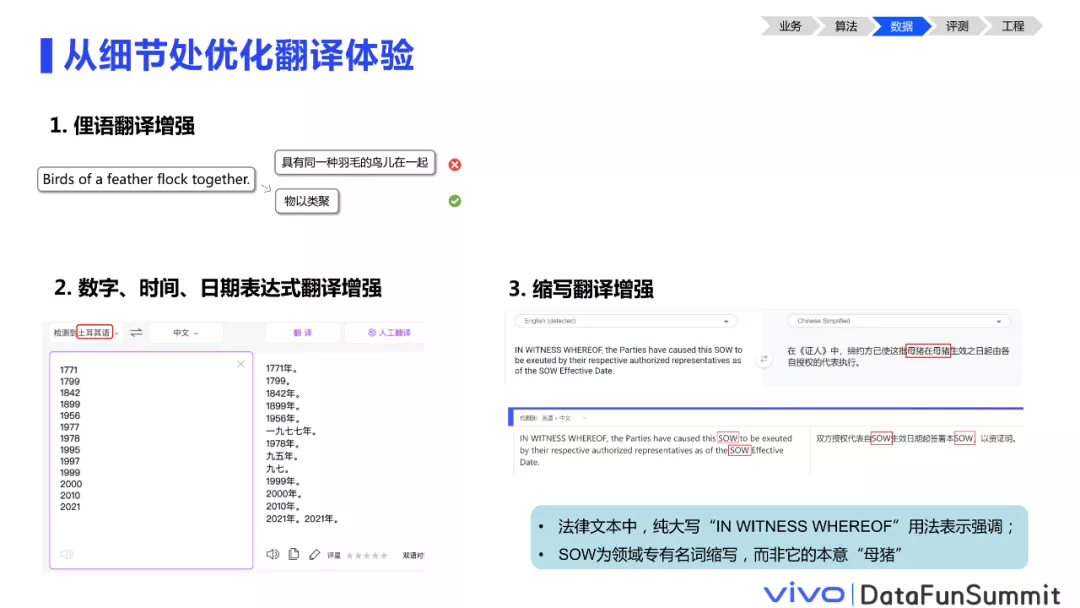 业务 算法 数据 评测 工程
从细节处优化翻译体验
1. 俚语翻译增强
Birds of a feather flock together.
具有同一种羽毛的鸟儿在一起
物以类聚
2. 数字、时间、日期表达式翻译增强
检测到土耳其语
中文
翻 译
人工翻译
1771
1799
1842
1899
1956
1977
1978
1995
1997
1999
2000
2010
2021
1771年。
1799。
1842年。
1899年。
1956年。
一九七七年。
1978年。
九五年。
九七。
1999年。
2000年。
2010年。
2021年。2021年。
评星
双语对
3. 缩写翻译增强
English (detected)
Chinese Simplified
IN WITNESS WHEREOF, the Parties have caused this SOW to
be exeuted by their respective authorized representatives as
of the SOW Effective Date.
在《证人》中，缔约方已使这批母猪在母猪生效之日起由各
自授权的代表执行。
IN WITNESS WHEREOF, the Parties have caused this SOW to be exeuted
by their respective authorized representatives as of the SOW Effective
Date.
双方授权代表自SOW生效日期起签署本SOW，以资证明。
• 法律文本中，纯大写“IN WITNESS WHEREOF”用法表示强调；
• SOW为领域专有名词缩写，而非它的本意“母猪”
vivo DataFunSummit